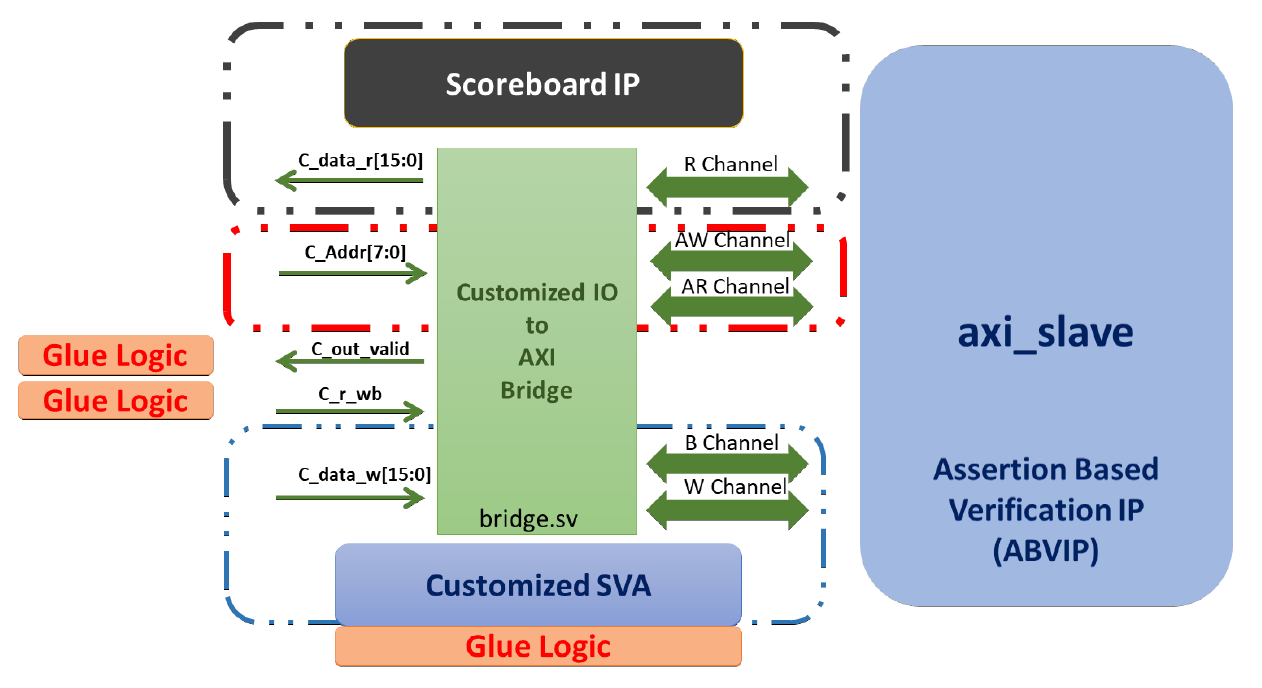 Scoreboard IP
C_data_r[15:0]
R Channel
C_Addr[7:0]
AW Channel
AR Channel
Customized IO
to
AXI
Bridge
axi_slave
Glue Logic
C_out_valid
Glue Logic
C_r_wb
B Channel
C_data_w[15:0]
W Channel
bridge.sv
Assertion Based
Verification IP
(ABVIP)
Customized SVA
Glue Logic